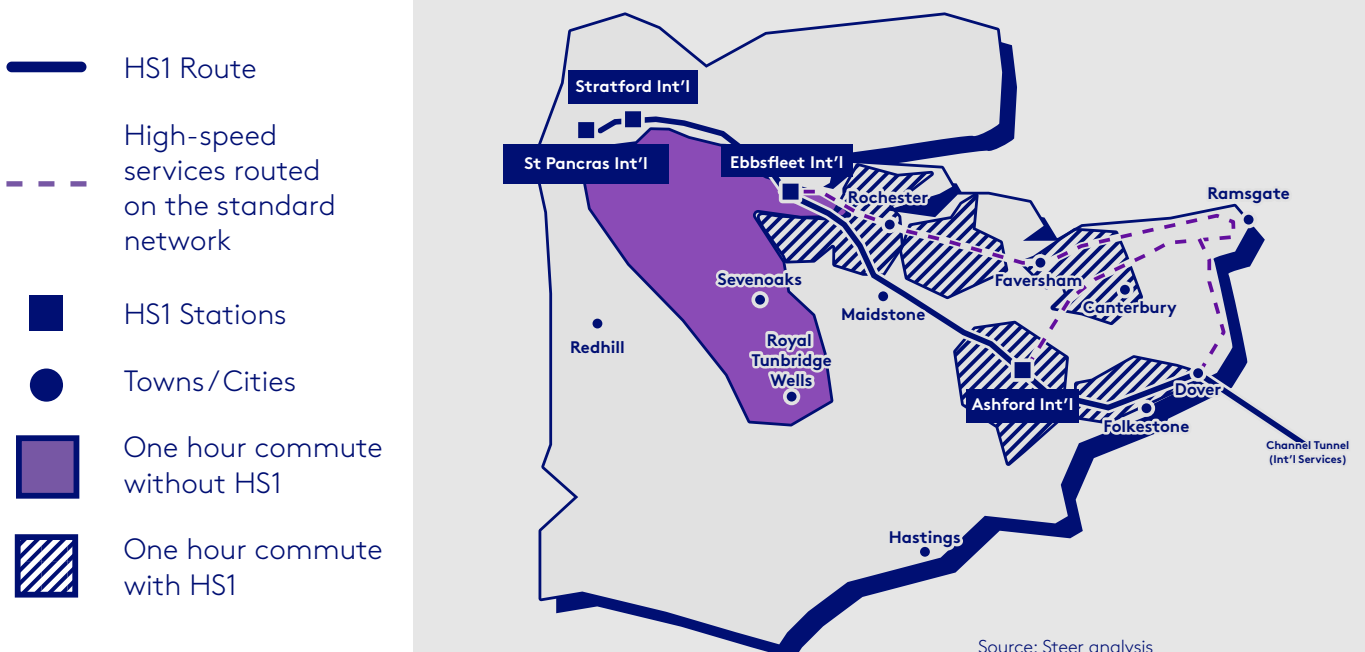 HS1 Route
High-speed
services routed
on the standard
network
HS1 Stations
Towns/Cities
One hour commute
without HS1
One hour commute
with HS1
Stratford Int'l
St Pancras Int'l
Ebbsfleet Int'l
Rochester
Ramsgate
Sevenoaks
Faversham
Canterbury
Maidstone
Redhill
Royal
Tunbridge
Wells
Ashford Int'l
Dover
Folkestone
Channel Tunnel
(Int'l Services)
Hastings
Source: Steer analysis